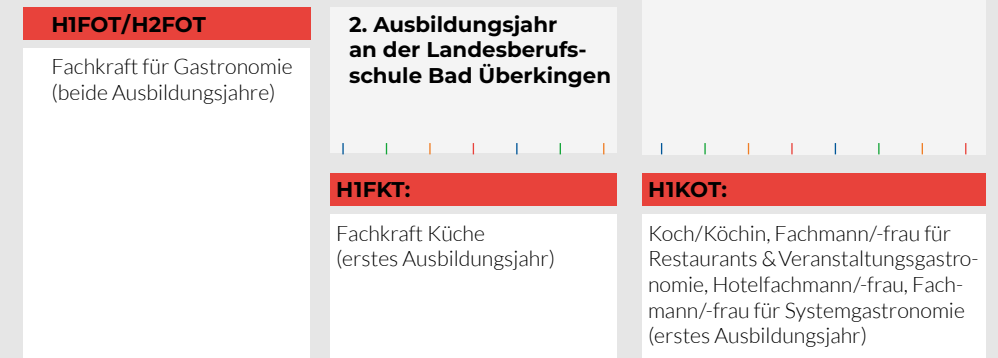 H1FOT/H2FOT
Fachkraft für Gastronomie
(beide Ausbildungsjahre)
2. Ausbildungsjahr
an der Landesberufs-
schule Bad Überkingen
H1FKT:
Fachkraft Küche
(erstes Ausbildungsjahr)
H1KOT:
Koch/Köchin, Fachmann/-frau für
Restaurants & Veranstaltungsgastro-
nomie, Hotelfachmann/-frau, Fach-
mann/-frau für Systemgastronomie
(erstes Ausbildungsjahr)